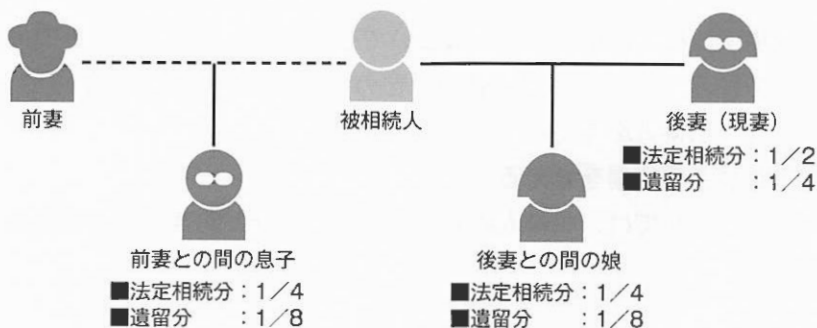 前妻
被相続人
後妻（現妻）
■法定相続分：1／2
■遺留分　　：1／4
前妻との間の息子
■法定相続分：1／4
■遺留分　　：1／8
後妻との間の娘
■法定相続分：1／4
■遺留分　　：1／8